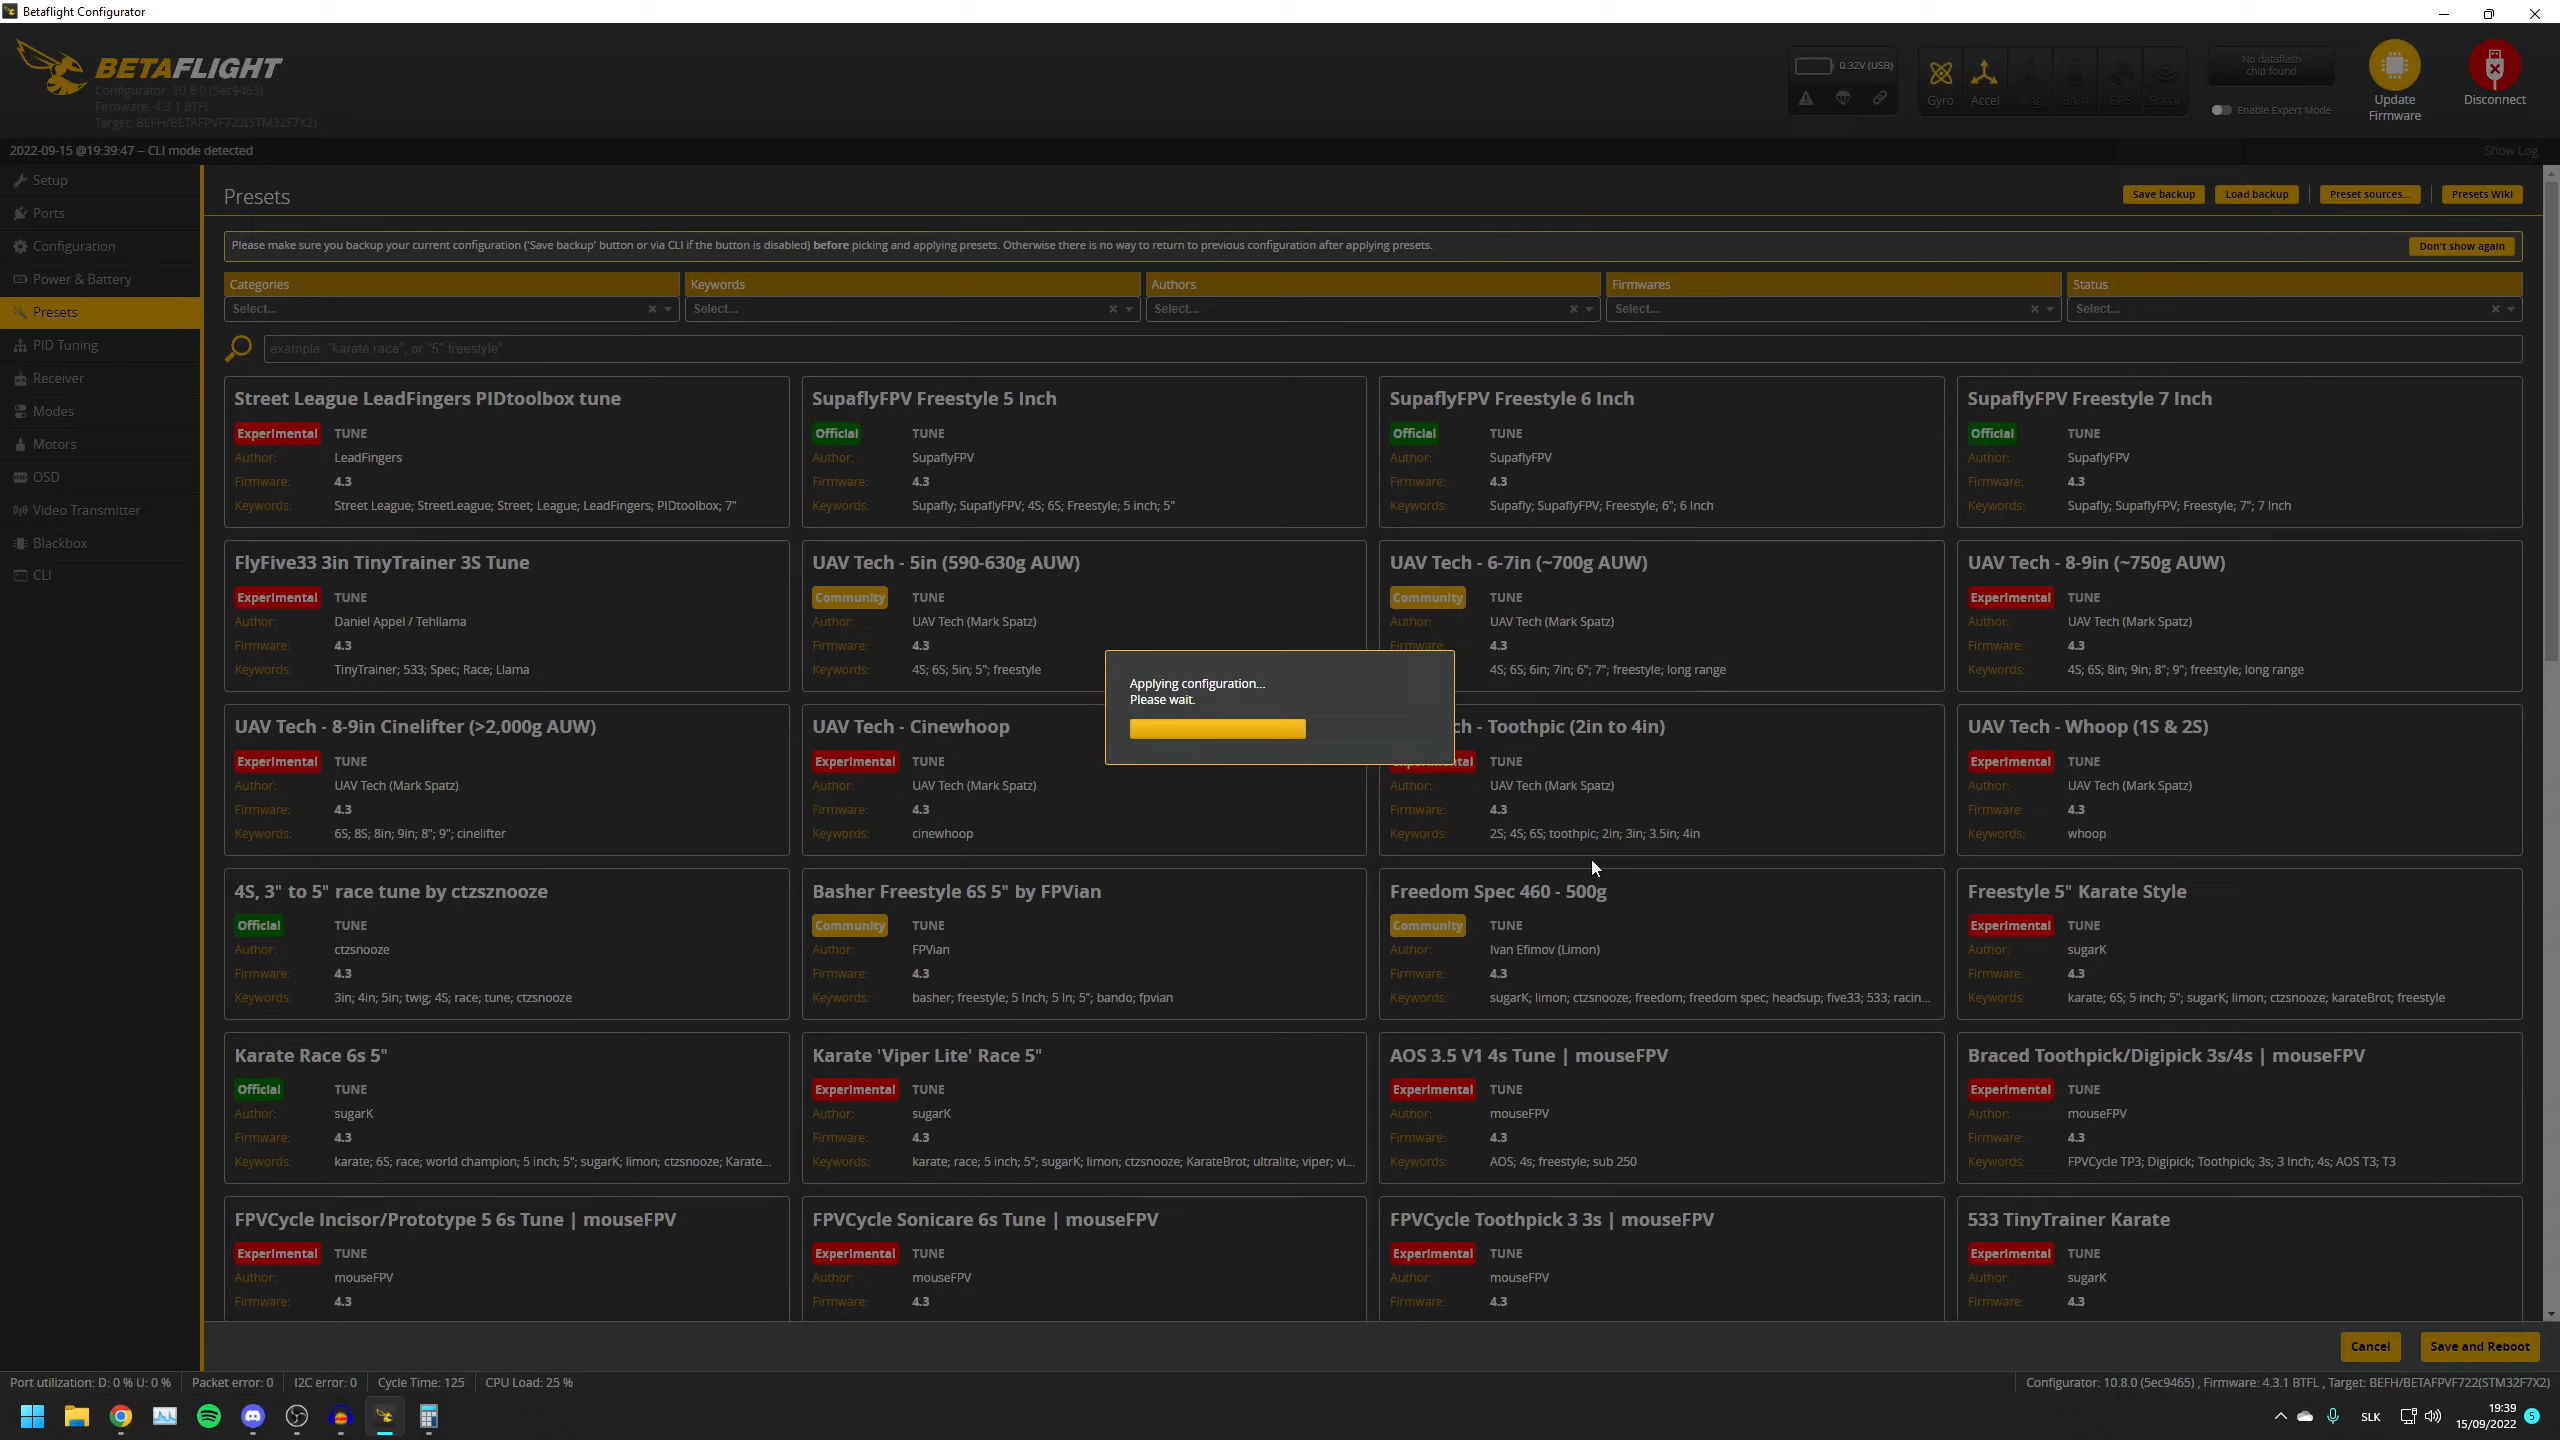 Betaflight Configurator
BETAFLIGHT
Configurator: 10.8.0 (5ec9465)
Firmware: 4.3.1 BTFL
Target: BEFH/BETAFPVF722(STM32F7X2)
0.32V (USB)
Gyro
Accel
Mag
Baro
GPS
Sonar
No dataflash
chip found
Enable Expert Mode
Update
Firmware
Disconnect
2022-09-15 @19:39:47 -- CLI mode detected
Show Log
Setup
Ports
Configuration
Power & Battery
Presets
PID Tuning
Receiver
Modes
Motors
OSD
Video Transmitter
Blackbox
CLI
Presets
Save backup
Load backup
Preset sources...
Presets Wiki
Please make sure you backup your current configuration ('Save backup' button or via CLI if the button is disabled) before picking and applying presets. Otherwise there is no way to return to previous configuration after applying presets.
Don't show again
Categories
Keywords
Authors
Firmwares
Status
Select...
Select...
Select...
Select...
Select...
example: "karate race", or "5" freestyle"
Street League LeadFingers PIDtoolbox tune
Experimental TUNE
Author: LeadFingers
Firmware: 4.3
Keywords: Street League; StreetLeague; Street; League; LeadFingers; PIDtoolbox; 7"
SupaflyFPV Freestyle 5 Inch
Official TUNE
Author: SupaflyFPV
Firmware: 4.3
Keywords: Supafly; SupaflyFPV; 4S; 6S; Freestyle; 5 inch; 5"
SupaflyFPV Freestyle 6 Inch
Official TUNE
Author: SupaflyFPV
Firmware: 4.3
Keywords: Supafly; SupaflyFPV; Freestyle; 6"; 6 Inch
SupaflyFPV Freestyle 7 Inch
Official TUNE
Author: SupaflyFPV
Firmware: 4.3
Keywords: Supafly; SupaflyFPV; Freestyle; 7"; 7 Inch
FlyFive33 3in TinyTrainer 3S Tune
Experimental TUNE
Author: Daniel Appel / Tehllama
Firmware: 4.3
Keywords: TinyTrainer; 533; Spec; Race; Llama
UAV Tech - 5in (590-630g AUW)
Community TUNE
Author: UAV Tech (Mark Spatz)
Firmware: 4.3
Keywords: 4S; 6S; 5in; 5"; freestyle
UAV Tech - 6-7in (~700g AUW)
Community TUNE
Author: UAV Tech (Mark Spatz)
Firmware: 4.3
4S; 6S; 6in; 7in; 6"; 7"; freestyle; long range
UAV Tech - 8-9in (~750g AUW)
Experimental TUNE
Author: UAV Tech (Mark Spatz)
Firmware: 4.3
Keywords: 4S; 6S; 8in; 9in; 8"; 9"; freestyle; long range
Applying configuration...
Please wait.
UAV Tech - 8-9in Cinelifter (>2,000g AUW)
Experimental TUNE
Author: UAV Tech (Mark Spatz)
Firmware: 4.3
Keywords: 6S; 8S; 8in; 9in; 8"; 9"; cinelifter
UAV Tech - Cinewhoop
Experimental TUNE
Author: UAV Tech (Mark Spatz)
Firmware: 4.3
Keywords: cinewhoop
ch - Toothpic (2in to 4in)
Experimental TUNE
Author: UAV Tech (Mark Spatz)
Firmware: 4.3
Keywords: 2S; 4S; 6S; toothpic; 2in; 3in; 3.5in; 4in
UAV Tech - Whoop (1S & 2S)
Experimental TUNE
Author: UAV Tech (Mark Spatz)
Firmware: 4.3
Keywords: whoop
4S, 3" to 5" race tune by ctzsznooze
Official TUNE
Author: ctzsnooze
Firmware: 4.3
Keywords: 3in; 4in; 5in; twig; 4S; race; tune; ctzsnooze
Basher Freestyle 6S 5" by FPVian
Community TUNE
Author: FPVian
Firmware: 4.3
Keywords: basher; freestyle; 5 Inch; 5 In; 5"; bando; fpvian
Freedom Spec 460 - 500g
Community TUNE
Author: Ivan Efimov (Limon)
Firmware: 4.3
Keywords: sugarK; limon; ctzsnooze; freedom; freedom spec; headsup; five33; 533; racin...
Freestyle 5" Karate Style
Experimental TUNE
Author: sugarK
Firmware: 4.3
Keywords: karate; 6S; 5 inch; 5"; sugarK; limon; ctzsnooze; karateBrot; freestyle
Karate Race 6s 5"
Official TUNE
Author: sugarK
Firmware: 4.3
Keywords: karate; 6S; race; world champion; 5 inch; 5"; sugarK; limon; ctzsnooze; Karate...
Karate 'Viper Lite' Race 5"
Experimental TUNE
Author: sugarK
Firmware: 4.3
Keywords: karate; race; 5 inch; 5"; sugarK; limon; ctzsnooze; KarateBrot; ultralite; viper; vi...
AOS 3.5 V1 4s Tune | mouseFPV
Experimental TUNE
Author: mouseFPV
Firmware: 4.3
Keywords: AOS; 4s; freestyle; sub 250
Braced Toothpick/Digipick 3s/4s | mouseFPV
Experimental TUNE
Author: mouseFPV
Firmware: 4.3
Keywords: FPVCycle TP3; Digipick; Toothpick; 3s; 3 Inch; 4s; AOS T3; T3
FPVCycle Incisor/Prototype 5 6s Tune | mouseFPV
Experimental TUNE
Author: mouseFPV
Firmware: 4.3
FPVCycle Sonicare 6s Tune | mouseFPV
Experimental TUNE
Author: mouseFPV
Firmware: 4.3
FPVCycle Toothpick 3 3s | mouseFPV
Experimental TUNE
Author: mouseFPV
Firmware: 4.3
533 TinyTrainer Karate
Experimental TUNE
Author: sugarK
Firmware: 4.3
Cancel
Save and Reboot
Port utilization: D: 0 % U: 0 %
Packet error: 0
I2C error: 0
Cycle Time: 125
CPU Load: 25 %
Configurator: 10.8.0 (5ec9465) , Firmware: 4.3.1 BTFL , Target: BEFH/BETAFPVF722(STM32F7X2)
SLK
19:39
15/09/2022
5